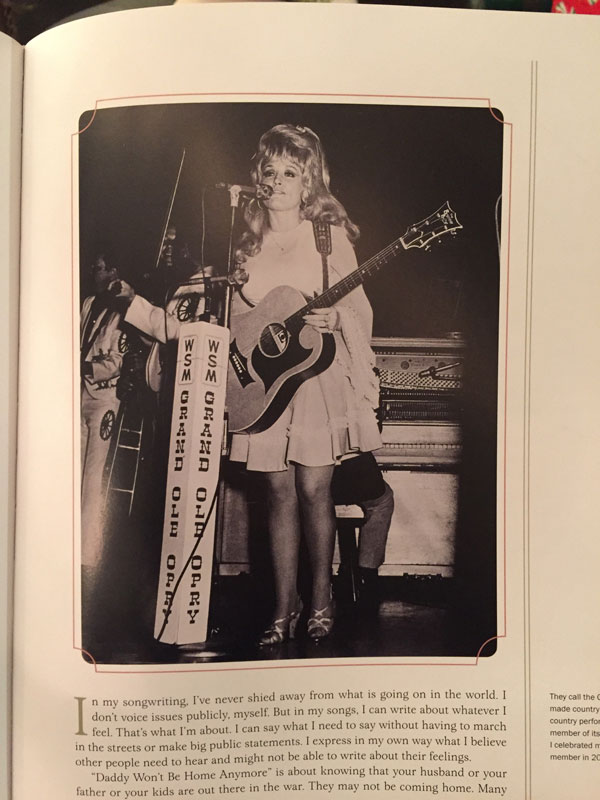 WSM
GRAND OLE OPRY
WSM
GRAND OLE OPRY
In my songwriting, I've never shied away from what is going on in the world. I
don't voice issues publicly, myself. But in my songs, I can write about whatever I
feel. That's what I'm about. I can say what I need to say without having to march
in the streets or make big public statements. I express in my own way what I believe
other people need to hear and might not be able to write about their feelings.
"Daddy Won't Be Home Anymore" is about knowing that your husband or your
father or your kids are out there in the war. They may not be coming home. Many
They call the
made country
country perform
member of its
I celebrated m
member in 20